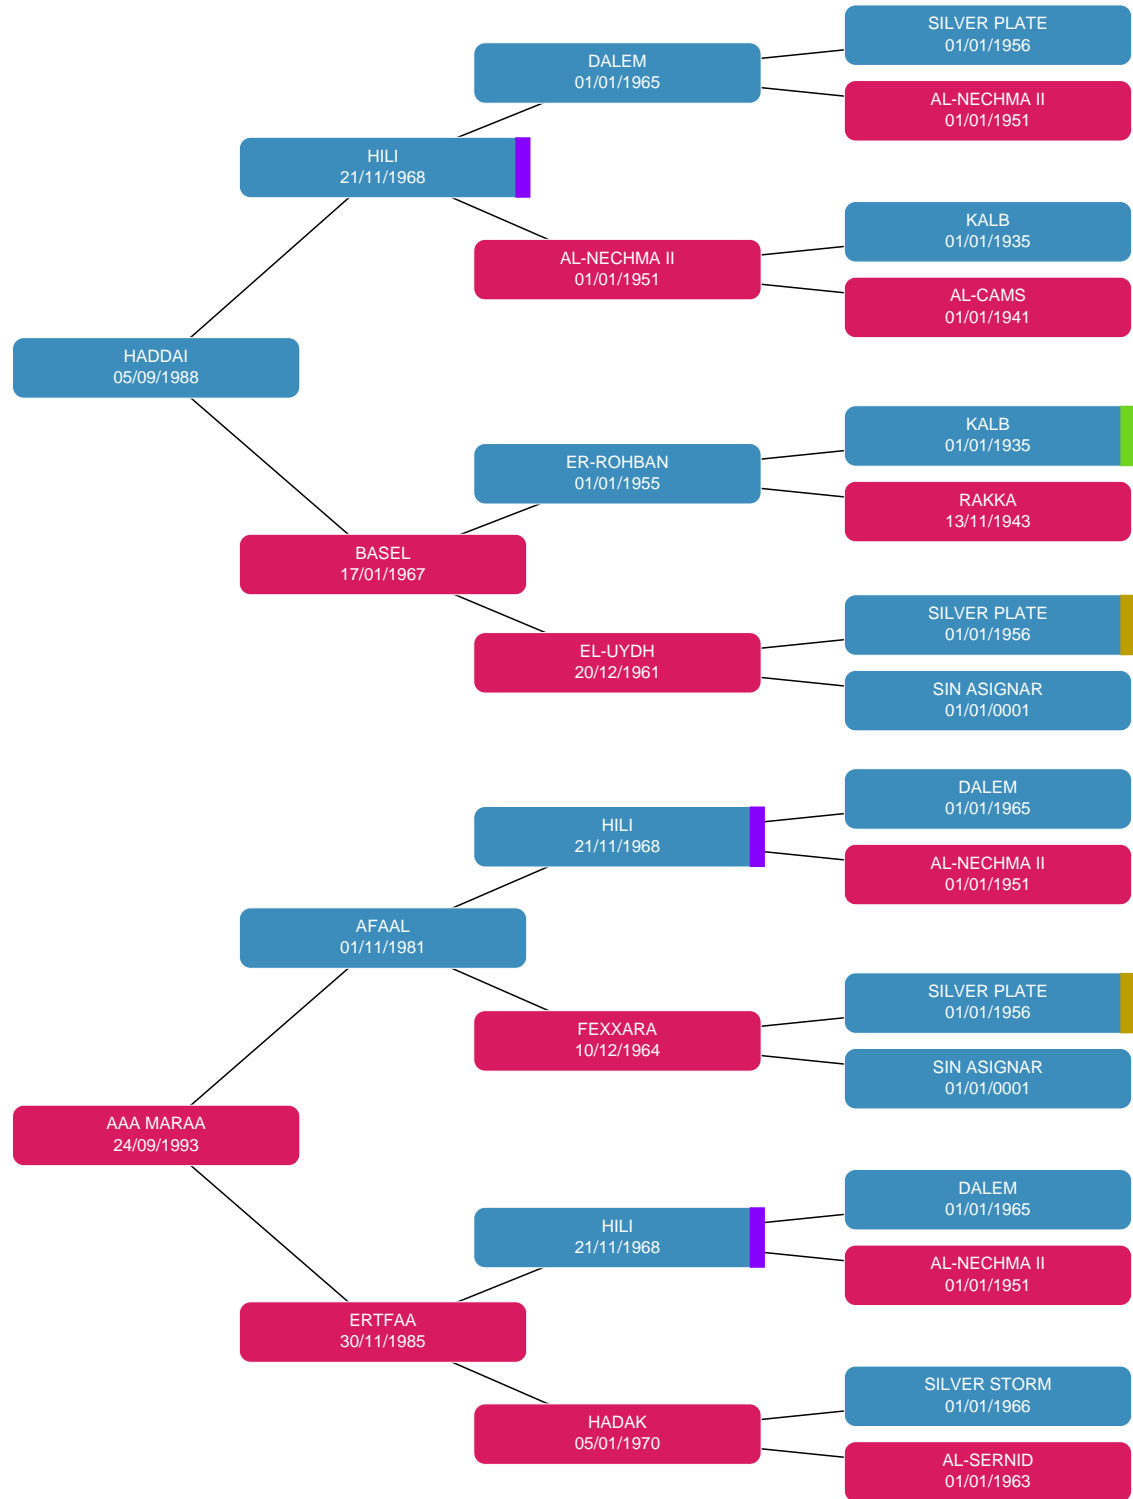 SILVER PLATE
01/01/1956
DALEM
01/01/1965
AL-NECHMA II
01/01/1951
HILI
21/11/1968
KALB
01/01/1935
AL-NECHMA II
01/01/1951
AL-CAMS
01/01/1941
HADDAI
05/09/1988
KALB
01/01/1935
ER-ROHBAN
01/01/1955
RAKKA
13/11/1943
BASEL
17/01/1967
SILVER PLATE
01/01/1956
EL-UYDH
20/12/1961
SIN ASIGNAR
01/01/0001
DALEM
01/01/1965
HILI
21/11/1968
AL-NECHMA II
01/01/1951
AFAAL
01/11/1981
SILVER PLATE
01/01/1956
FEXXARA
10/12/1964
SIN ASIGNAR
01/01/0001
AAA MARAA
24/09/1993
DALEM
01/01/1965
HILI
21/11/1968
AL-NECHMA II
01/01/1951
ERTFAA
30/11/1985
SILVER STORM
01/01/1966
HADAK
05/01/1970
AL-SERNID
01/01/1963